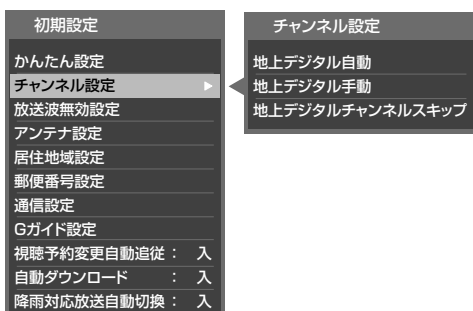 初期設定
かんたん設定
チャンネル設定
放送波無効設定
アンテナ設定
居住地域設定
郵便番号設定
通信設定
Gガイド設定
視聴予約変更自動追従： 入
自動ダウンロード ： 入
降雨対応放送自動切換： 入
チャンネル設定
地上デジタル自動
地上デジタル手動
地上デジタルチャンネルスキップ